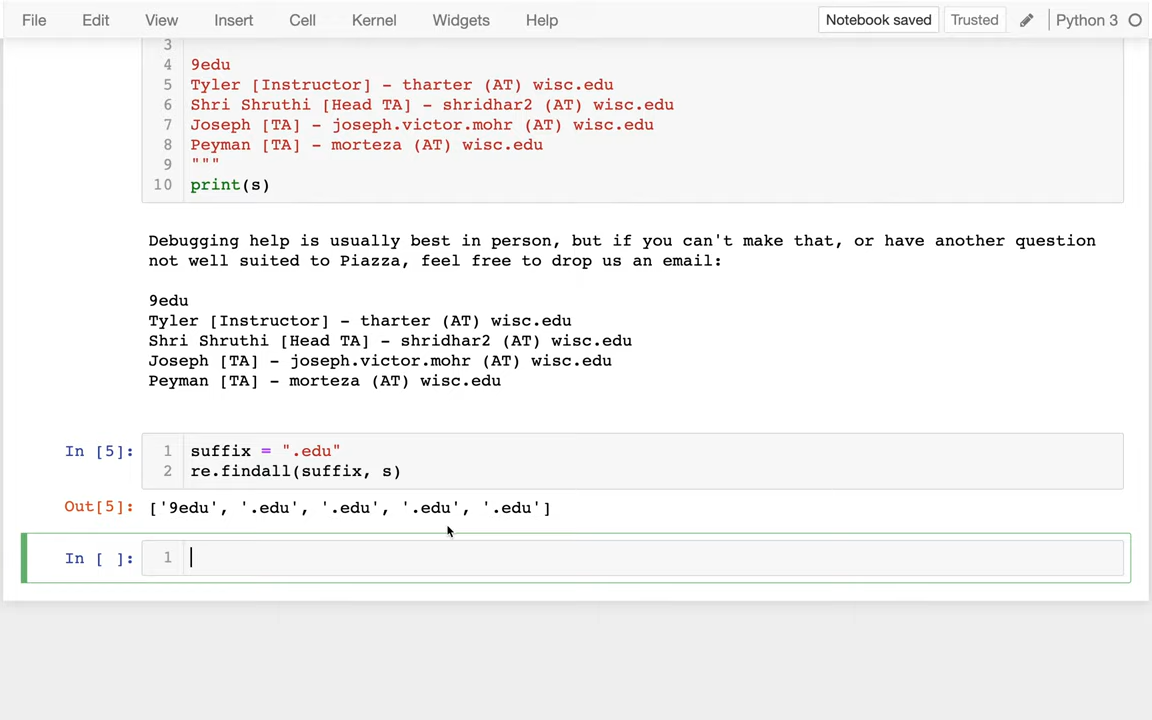 File Edit View Insert Cell Kernel Widgets Help Notebook saved Trusted Python 3
3
4 9edu
5 Tyler [Instructor] - tharter (AT) wisc.edu
6 Shri Shruthi [Head TA] - shridhar2 (AT) wisc.edu
7 Joseph [TA] - joseph.victor.mohr (AT) wisc.edu
8 Peyman [TA] - morteza (AT) wisc.edu
9 """
10 print(s)
Debugging help is usually best in person, but if you can't make that, or have another question
not well suited to Piazza, feel free to drop us an email:
9edu
Tyler [Instructor] - tharter (AT) wisc.edu
Shri Shruthi [Head TA] - shridhar2 (AT) wisc.edu
Joseph [TA] - joseph.victor.mohr (AT) wisc.edu
Peyman [TA] - morteza (AT) wisc.edu
In [5]: 1 suffix = ".edu"
2 re.findall(suffix, s)
Out[5]: ['9edu', '.edu', '.edu', '.edu', '.edu']
In [ ]: 1